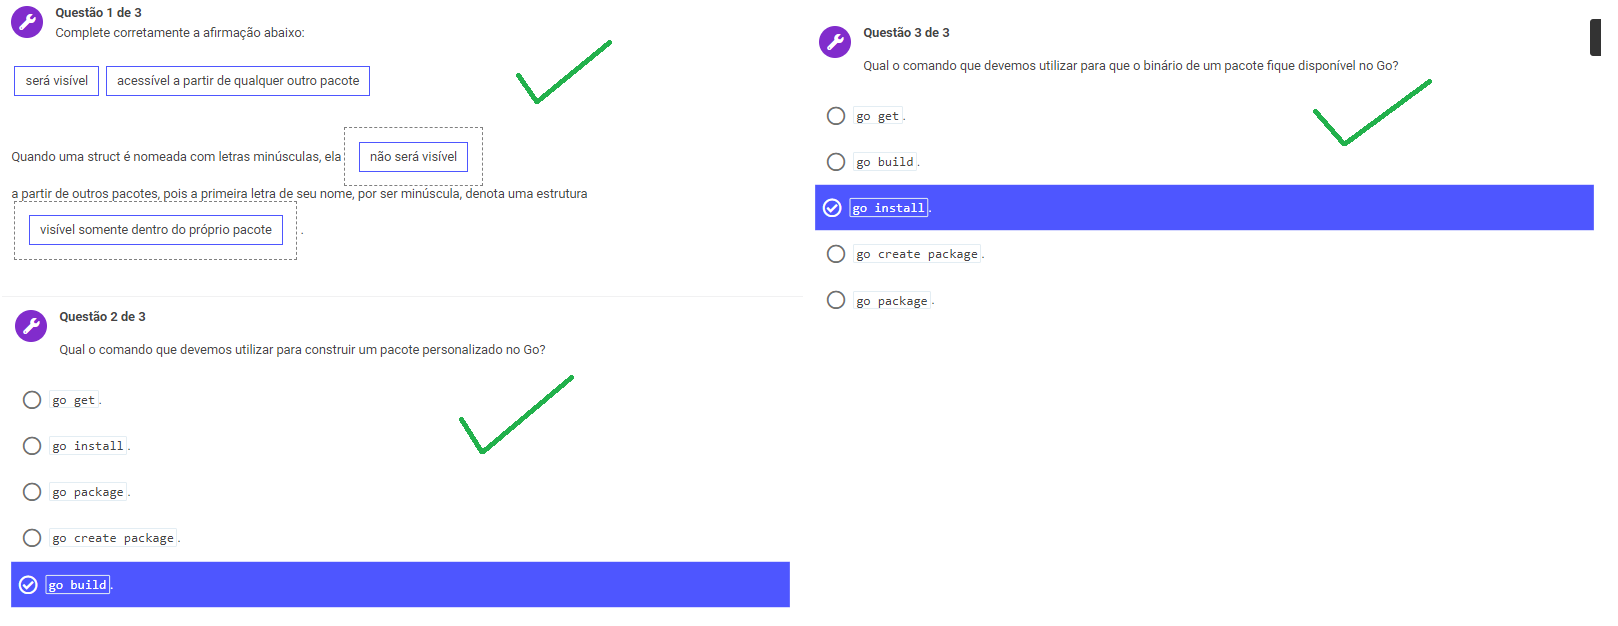 Questão 1 de 3
Complete corretamente a afirmação abaixo:
será visível
acessível a partir de qualquer outro pacote
Quando uma struct é nomeada com letras minúsculas, ela não será visível
a partir de outros pacotes, pois a primeira letra de seu nome, por ser minúscula, denota uma estrutura
visível somente dentro do próprio pacote .
Questão 2 de 3
Qual o comando que devemos utilizar para construir um pacote personalizado no Go?
go get.
go install.
go package.
go create package.
go build.
Questão 3 de 3
Qual o comando que devemos utilizar para que o binário de um pacote fique disponível no Go?
go get.
go build.
go install.
go create package.
go package.